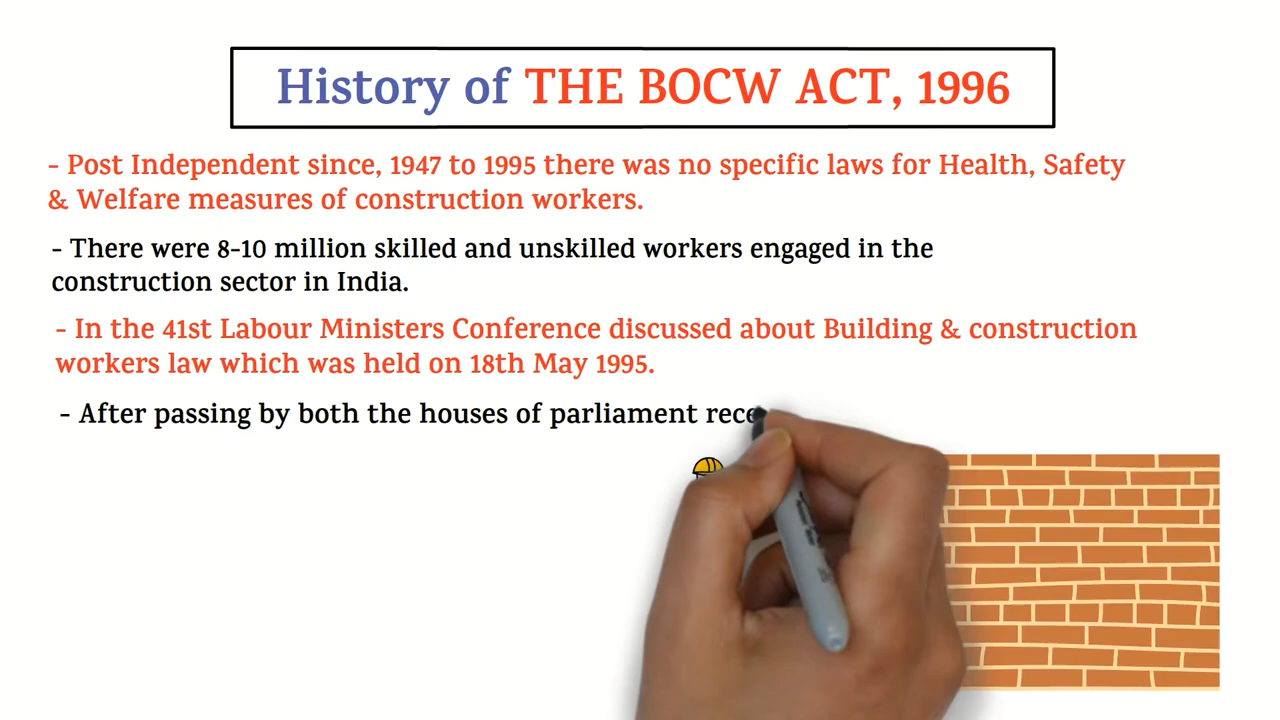 History of THE BOCW ACT, 1996
- Post Independent since, 1947 to 1995 there was no specific laws for Health, Safety
& Welfare measures of construction workers.
- There were 8-10 million skilled and unskilled workers engaged in the
construction sector in India.
- In the 41st Labour Ministers Conference discussed about Building & construction
workers law which was held on 18th May 1995.
- After passing by both the houses of parliament